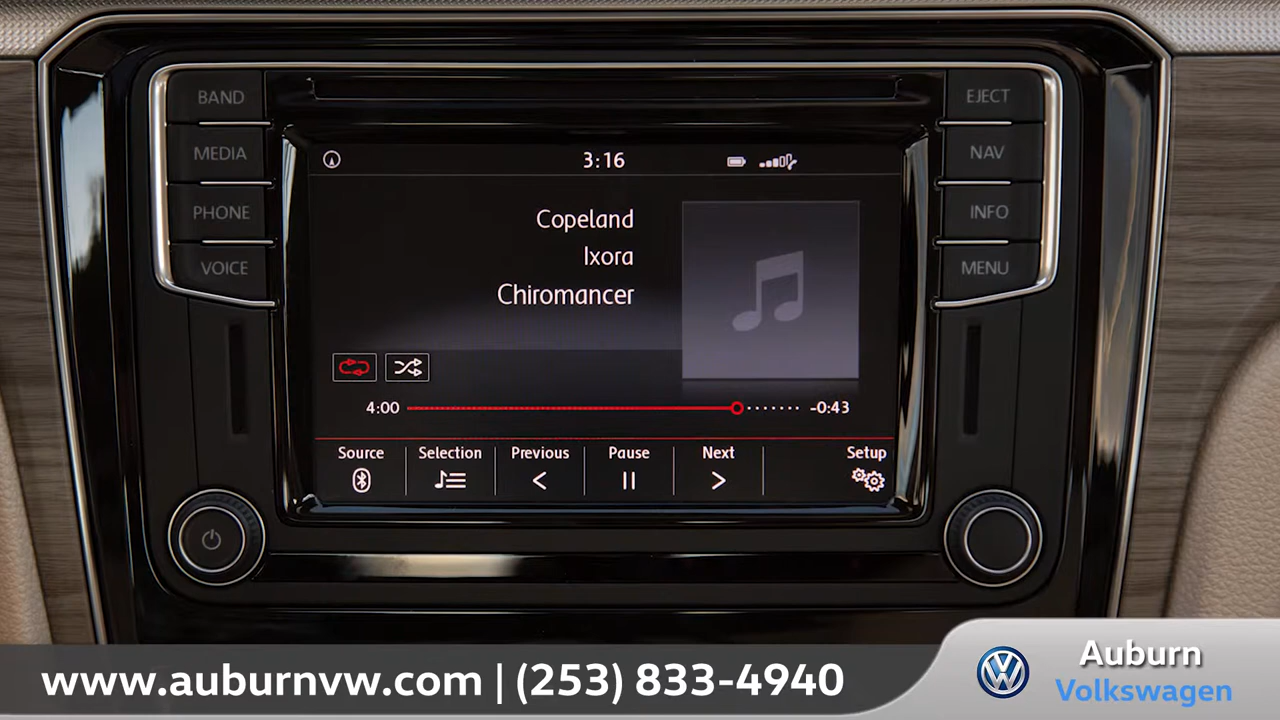 BAND
MEDIA
PHONE
VOICE
EJECT
NAV
INFO
MENU
3:16
Copeland
Ixora
Chiromancer
4:00 -0:43
Source Selection Previous Pause Next Setup
www.auburnvw.com | (253) 833-4940
Auburn
Volkswagen